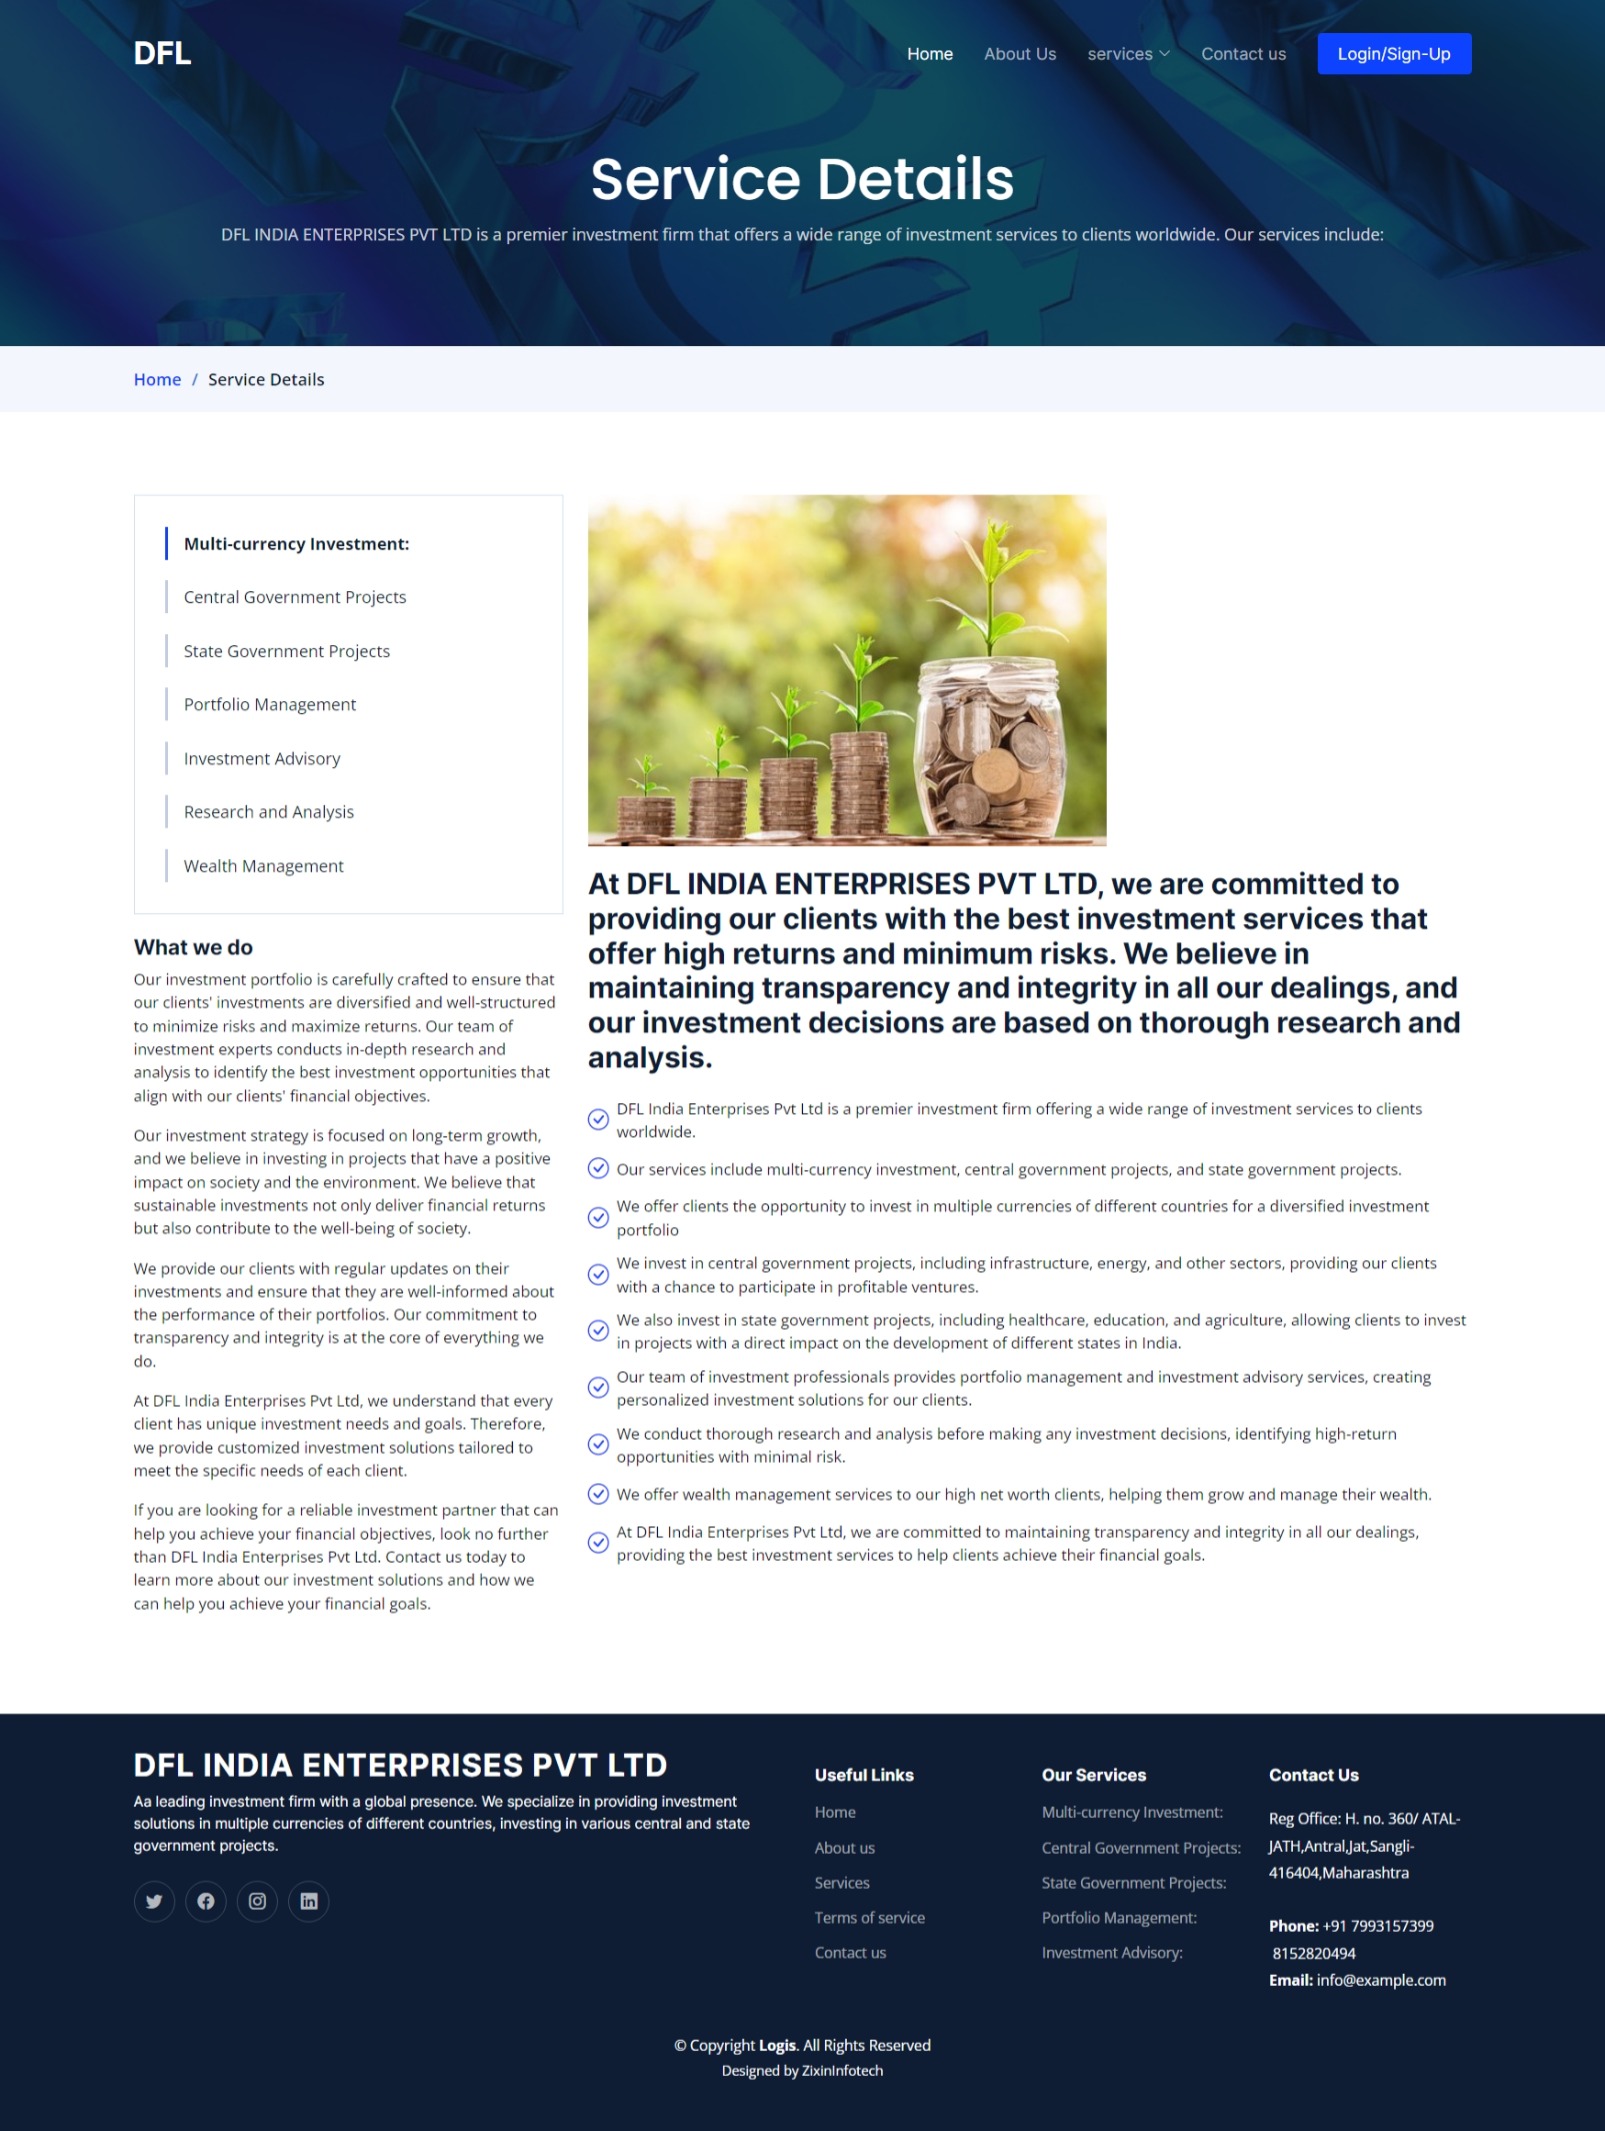 DFL
Home
About Us
services
Contact us
Login/Sign-Up
Service Details
DFL INDIA ENTERPRISES PVT LTD is a premier investment firm that offers a wide range of investment services to clients worldwide. Our services include:
Home / Service Details
Multi-currency Investment:
Central Government Projects
State Government Projects
Portfolio Management
Investment Advisory
Research and Analysis
Wealth Management
What we do
Our investment portfolio is carefully crafted to ensure that
our clients' investments are diversified and well-structured
to minimize risks and maximize returns. Our team of
investment experts conducts in-depth research and
analysis to identify the best investment opportunities that
align with our clients' financial objectives.
Our investment strategy is focused on long-term growth,
and we believe in investing in projects that have a positive
impact on society and the environment. We believe that
sustainable investments not only deliver financial returns
but also contribute to the well-being of society.
We provide our clients with regular updates on their
investments and ensure that they are well-informed about
the performance of their portfolios. Our commitment to
transparency and integrity is at the core of everything we
do.
At DFL India Enterprises Pvt Ltd, we understand that every
client has unique investment needs and goals. Therefore,
we provide customized investment solutions tailored to
meet the specific needs of each client.
If you are looking for a reliable investment partner that can
help you achieve your financial objectives, look no further
than DFL India Enterprises Pvt Ltd. Contact us today to
learn more about our investment solutions and how we
can help you achieve your financial goals.
At DFL INDIA ENTERPRISES PVT LTD, we are committed to
providing our clients with the best investment services that
offer high returns and minimum risks. We believe in
maintaining transparency and integrity in all our dealings, and
our investment decisions are based on thorough research and
analysis.
DFL India Enterprises Pvt Ltd is a premier investment firm offering a wide range of investment services to clients
worldwide.
Our services include multi-currency investment, central government projects, and state government projects.
We offer clients the opportunity to invest in multiple currencies of different countries for a diversified investment
portfolio
We invest in central government projects, including infrastructure, energy, and other sectors, providing our clients
with a chance to participate in profitable ventures.
We also invest in state government projects, including healthcare, education, and agriculture, allowing clients to invest
in projects with a direct impact on the development of different states in India.
Our team of investment professionals provides portfolio management and investment advisory services, creating
personalized investment solutions for our clients.
We conduct thorough research and analysis before making any investment decisions, identifying high-return
opportunities with minimal risk.
We offer wealth management services to our high net worth clients, helping them grow and manage their wealth.
At DFL India Enterprises Pvt Ltd, we are committed to maintaining transparency and integrity in all our dealings,
providing the best investment services to help clients achieve their financial goals.
DFL INDIA ENTERPRISES PVT LTD
Aa leading investment firm with a global presence. We specialize in providing investment
solutions in multiple currencies of different countries, investing in various central and state
government projects.
Useful Links
Home
About us
Services
Terms of service
Contact us
Our Services
Multi-currency Investment:
Central Government Projects:
State Government Projects:
Portfolio Management:
Investment Advisory:
Contact Us
Reg Office: H. no. 360/ ATAL-
JATH,Antral,Jat,Sangli-
416404,Maharashtra
Phone: +91 7993157399
8152820494
Email: info@example.com
© Copyright Logis. All Rights Reserved
Designed by ZixinInfotech